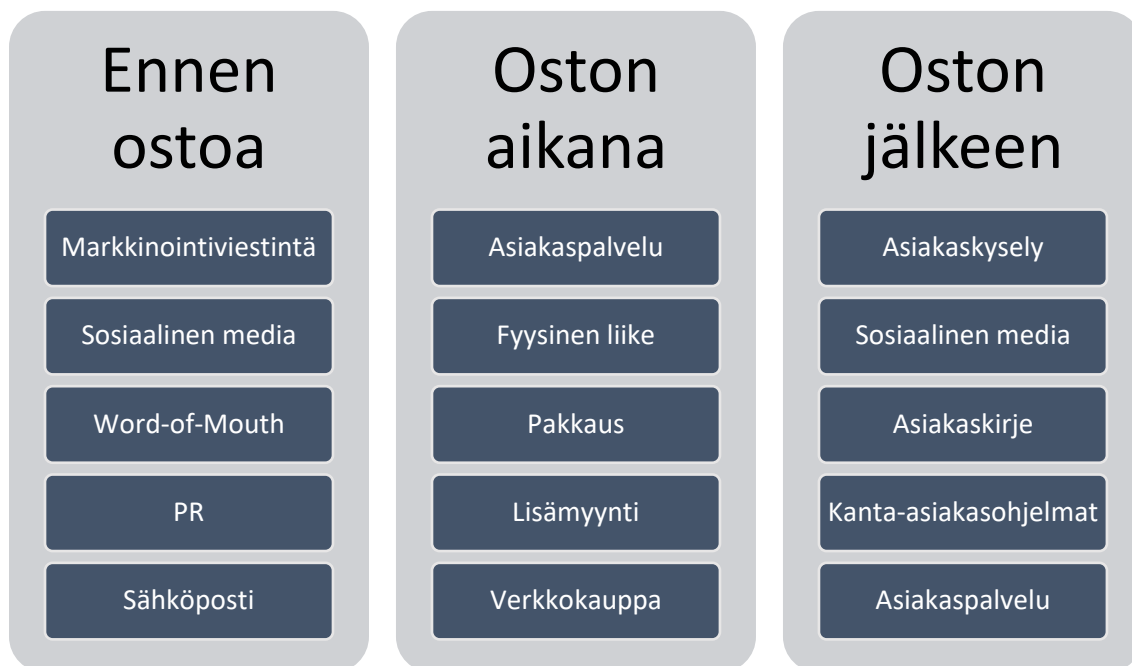 Ennen
ostoa
Markkinointiviestintä
Sosiaalinen media
Word-of-Mouth
PR
Sähköposti
Oston
aikana
Asiakaspalvelu
Fyysinen liike
Pakkaus
Lisämyynti
Verkkokauppa
Oston
jälkeen
Asiakaskysely
Sosiaalinen media
Asiakaskirje
Kanta-asiakasohjelmat
Asiakaspalvelu